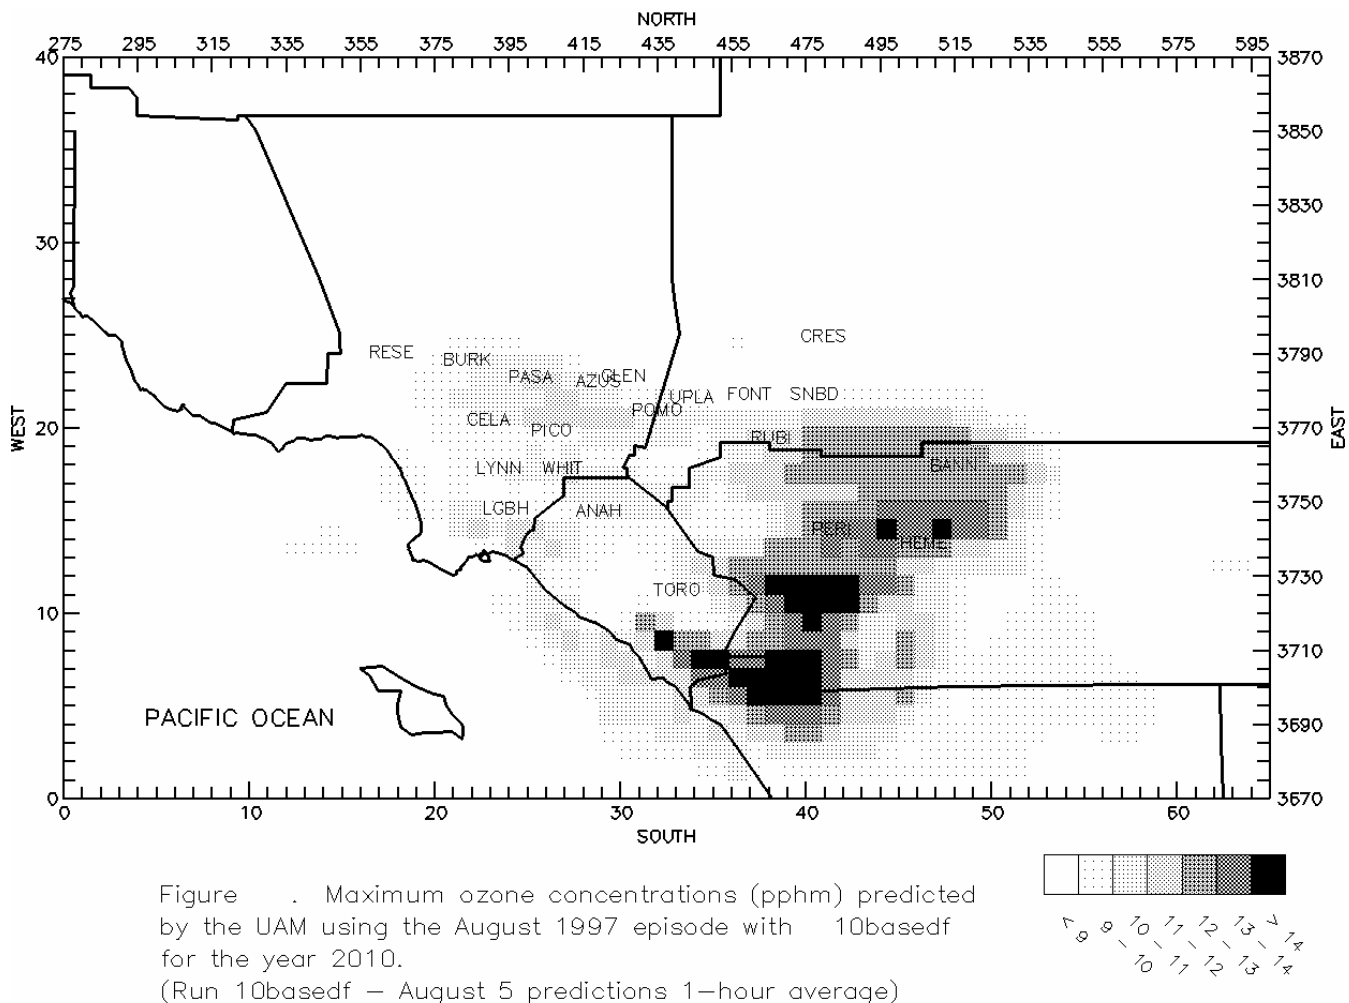 NORTH
275 295 315 335 355 375 395 415 435 455 475 495 515 535 555 575 595
40 3870
3850
3830
30 3810
CRES
RESE BURK 3790
PASA AZUS GLEN
UPLA FONT SNBD
POMO
CELA
PICO
WEST 20 RUBI 3770 EAST
LYNN WHIT BANN
LGBH ANAH 3750
PERI
HEME
TORO 3730
10
3710
PACIFIC OCEAN 3690
0 3670
0 10 20 30 40 50 60
SOUTH
Figure . Maximum ozone concentrations (pphm) predicted
by the UAM using the August 1997 episode with 10basedf
for the year 2010.
(Run 10basedf – August 5 predictions 1–hour average)
< 9
9 – 10
10 – 11
11 – 12
12 – 13
13 – 14
> 14